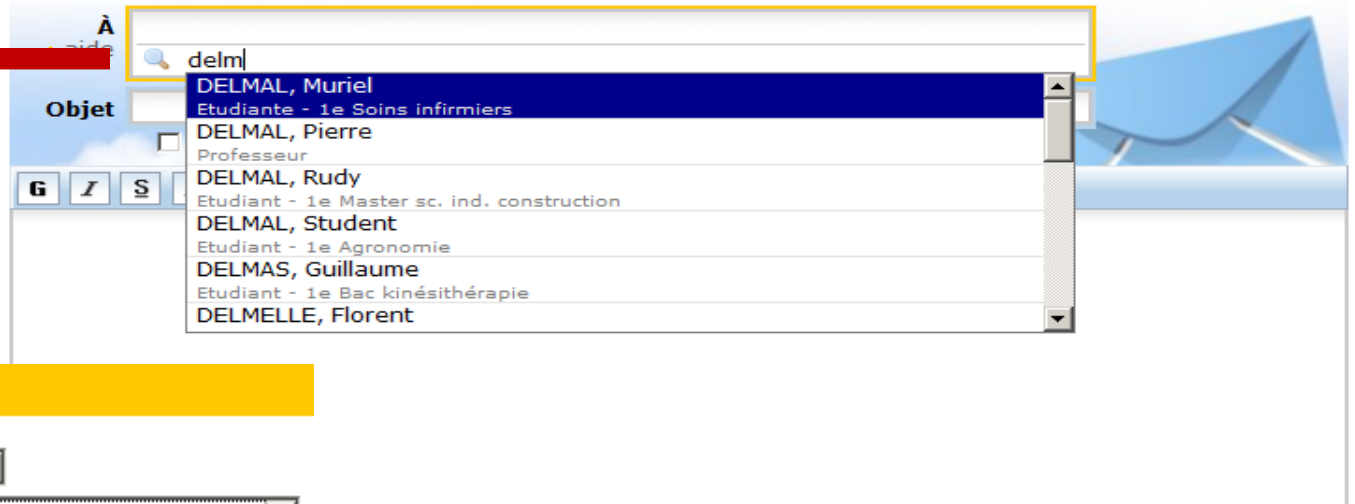 À
aide
delm
DELMAL, Muriel
Etudiante - 1e Soins infirmiers
Objet
DELMAL, Pierre
Professeur
DELMAL, Rudy
Etudiant - 1e Master sc. ind. construction
G I S
DELMAL, Student
Etudiant - 1e Agronomie
DELMAS, Guillaume
Etudiant - 1e Bac kinésithérapie
DELMELLE, Florent